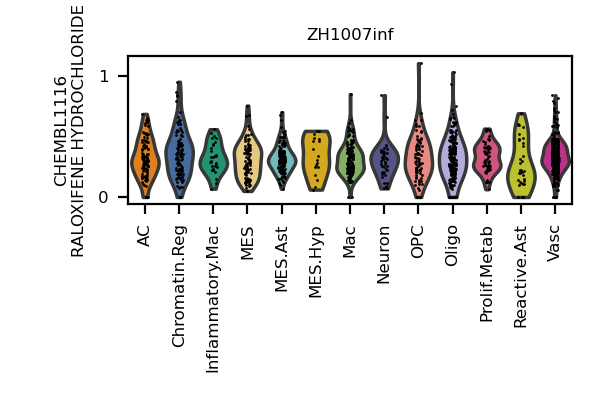 ZH1007inf
CHEMBL1116
RALOXIFENE HYDROCHLORIDE
1
0
AC
Chromatin.Reg
Inflammatory.Mac
MES
MES.Ast
MES.Hyp
Mac
Neuron
OPC
Oligo
Prolif.Metab
Reactive.Ast
Vasc